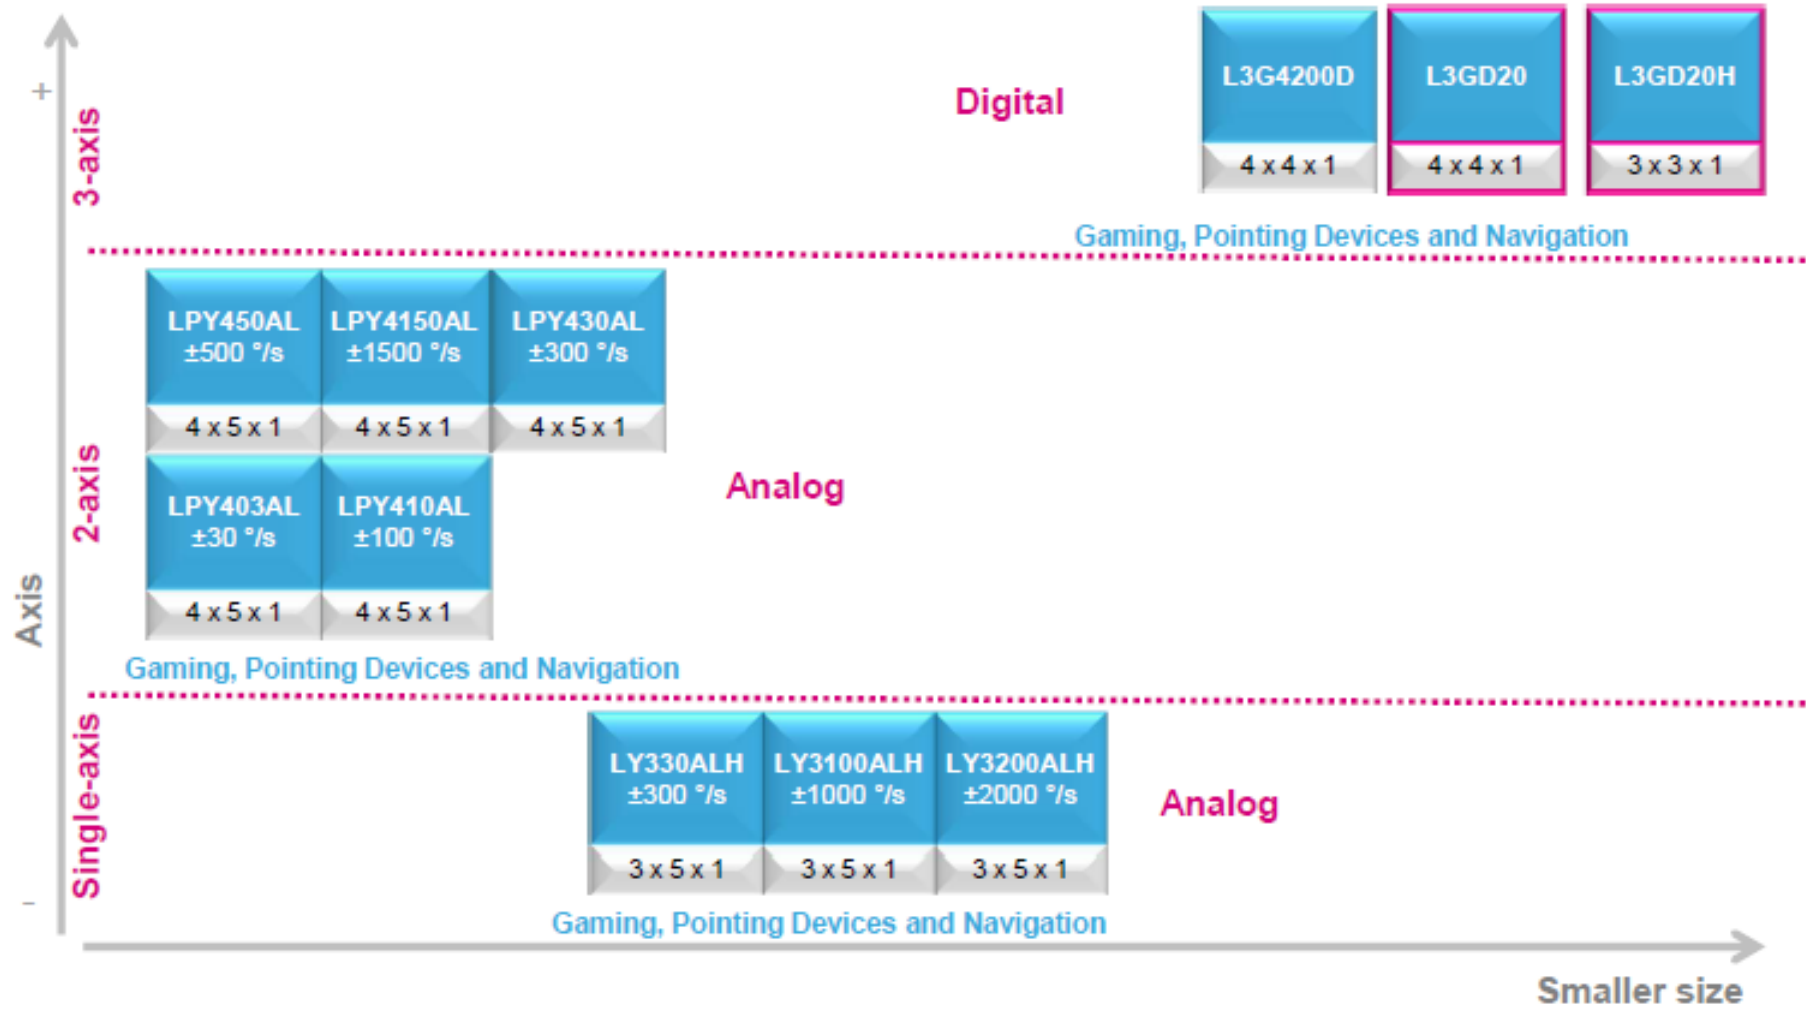 +
3-axis
Digital
L3G4200D
4 x 4 x 1
L3GD20
4 x 4 x 1
L3GD20H
3 x 3 x 1
Gaming, Pointing Devices and Navigation
2-axis
LPY450AL
±500 °/s
4 x 5 x 1
LPY4150AL
±1500 °/s
4 x 5 x 1
LPY430AL
±300 °/s
4 x 5 x 1
LPY403AL
±30 °/s
4 x 5 x 1
LPY410AL
±100 °/s
4 x 5 x 1
Analog
Gaming, Pointing Devices and Navigation
Axis
Single-axis
LY330ALH
±300 °/s
3 x 5 x 1
LY3100ALH
±1000 °/s
3 x 5 x 1
LY3200ALH
±2000 °/s
3 x 5 x 1
Analog
Gaming, Pointing Devices and Navigation
-
Smaller size